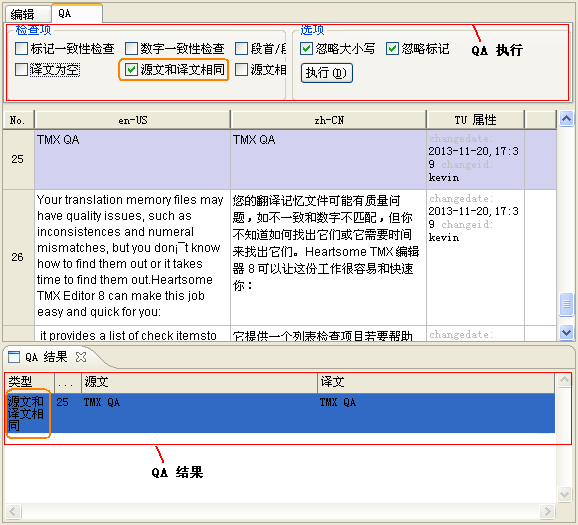 编辑 QA
检查项 选项
标记一致性检查 数字一致性检查 段首/段 忽略大小写 忽略标记 QA 执行
译文为空 源文和译文相同 源文相 执行(D)
No. en-US zh-CN TU 属性
25 TMX QA TMX QA changedate:
2013-11-20,17:3
9 changeid:
kevin
26
Your translation memory files may
have quality issues, such as
inconsistences and numeral
mismatches, but you don¡¯t know
how to find them out or it takes
time to find them out.Heartsome
TMX Editor 8 can make this job
easy and quick for you:
您的翻译记忆文件可能有质量问
题，如不一致和数字不匹配，但你
不知道如何找出它们或它需要时间
来找出它们。Heartsome TMX 编辑
器 8 可以让这份工作很容易和快速
你：
changedate:
2013-11-20,17:3
9 changeid:
kevin
it provides a list of check itemsto 它提供一个列表检查项目若要帮助 changedate:
QA 结果
类型 ... 源文 译文
源文和
译文相
同
25 TMX QA TMX QA
QA 结果